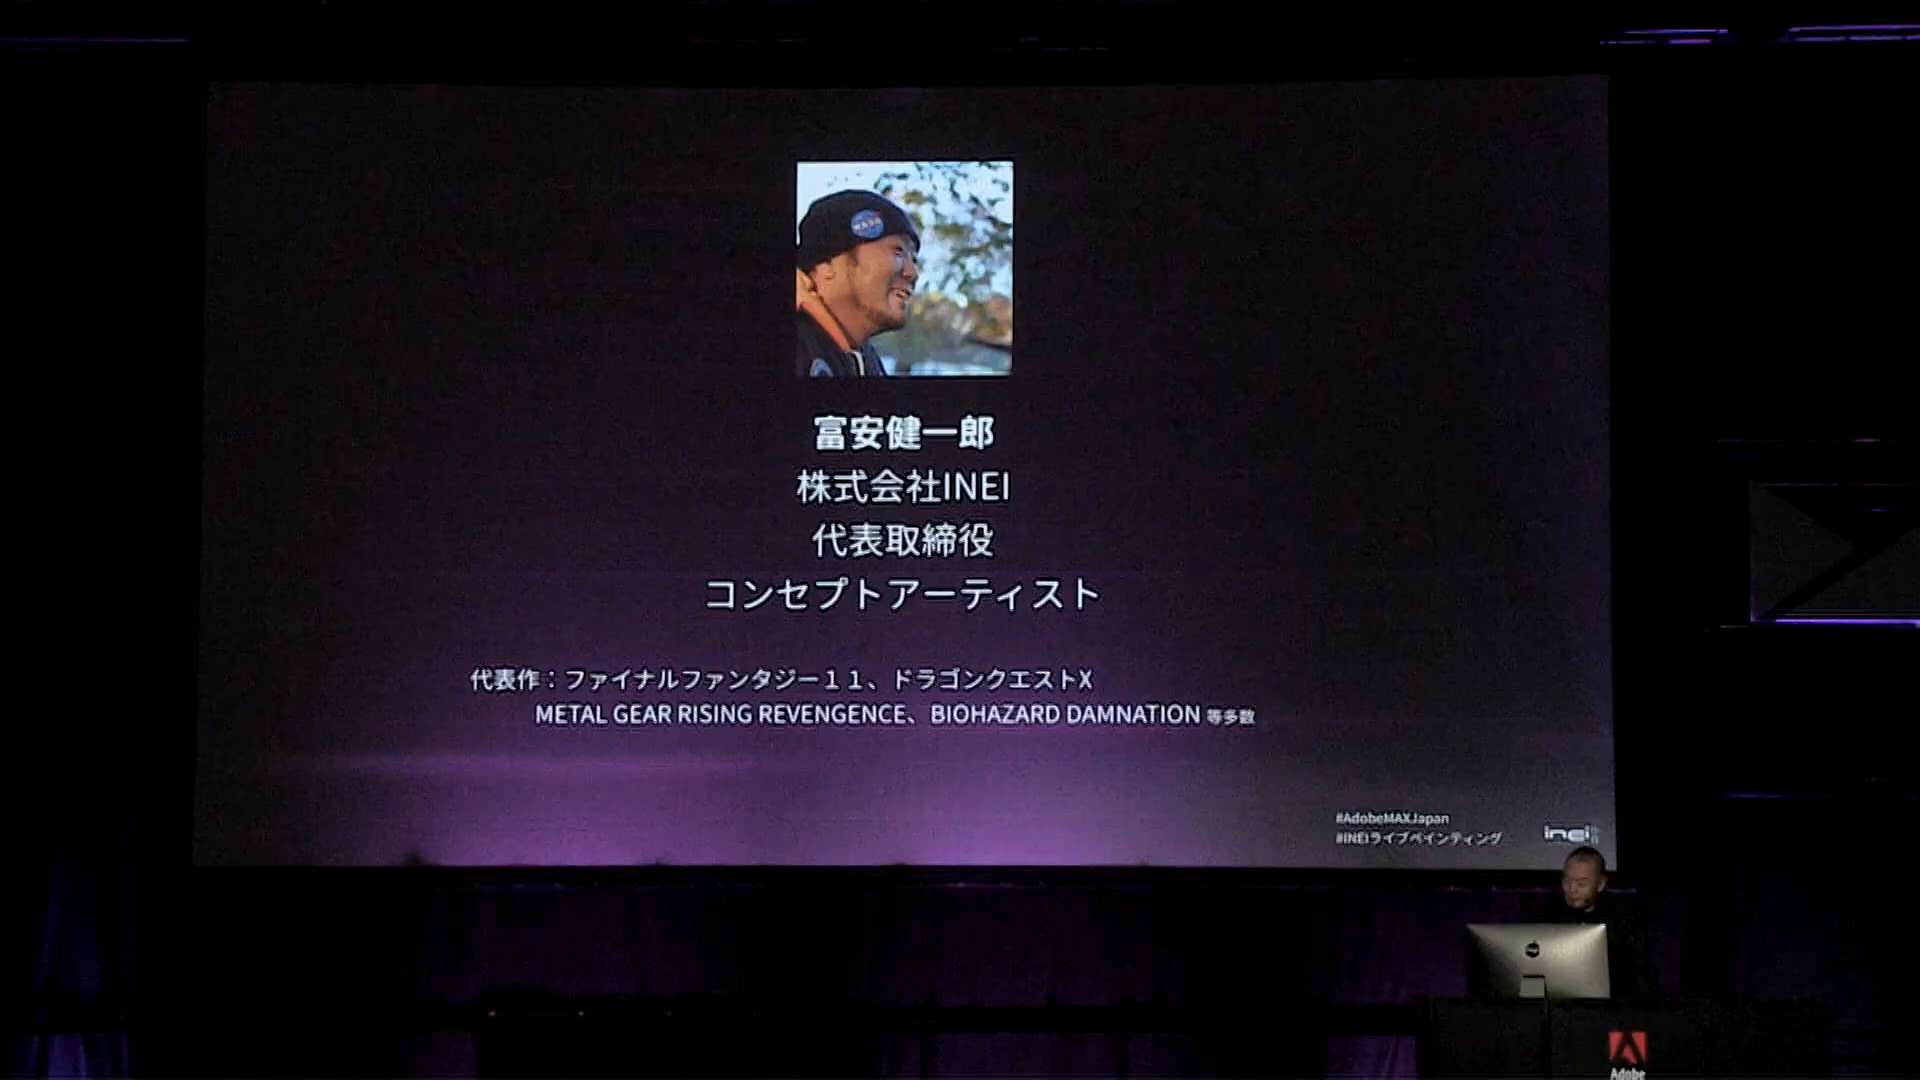 NASA
富安健一郎
株式会社INEI
代表取締役
コンセプトアーティスト
代表作：ファイナルファンタジー１１、ドラゴンクエストX
METAL GEAR RISING REVENGENCE、BIOHAZARD DAMNATION 等多数
#AdobeMAXJapan
#INEIライブペインティング
inei
Adobe